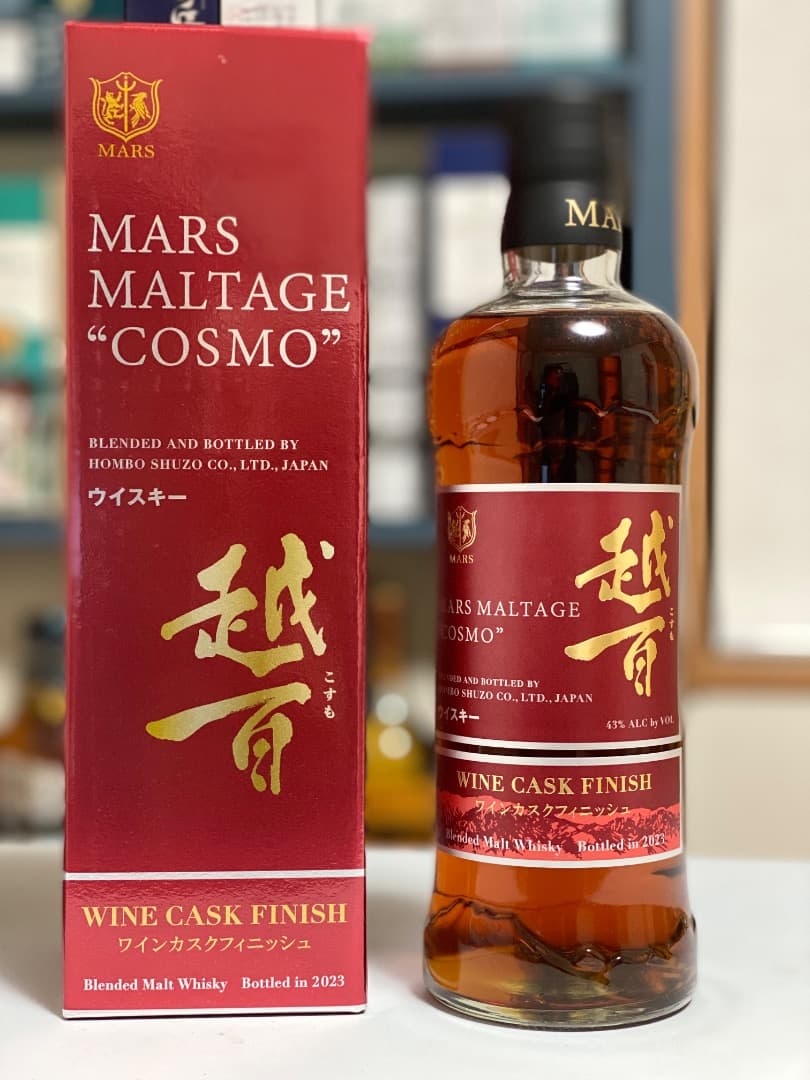 MARS
MARS
MALTAGE
“COSMO”
BLENDED AND BOTTLED BY
HOMBO SHUZO CO., LTD., JAPAN
ウイスキー
越百
こすも
WINE CASK FINISH
ワインカスクフィニッシュ
Blended Malt Whisky Bottled in 2023
MA
MARS
MARS MALTAGE
“COSMO”
越百
こすも
BLENDED AND BOTTLED BY
HOMBO SHUZO CO., LTD., JAPAN
ウイスキー
43% ALC by VOL
WINE CASK FINISH
ワインカスクフィニッシュ
Blended Malt Whisky Bottled in 2023